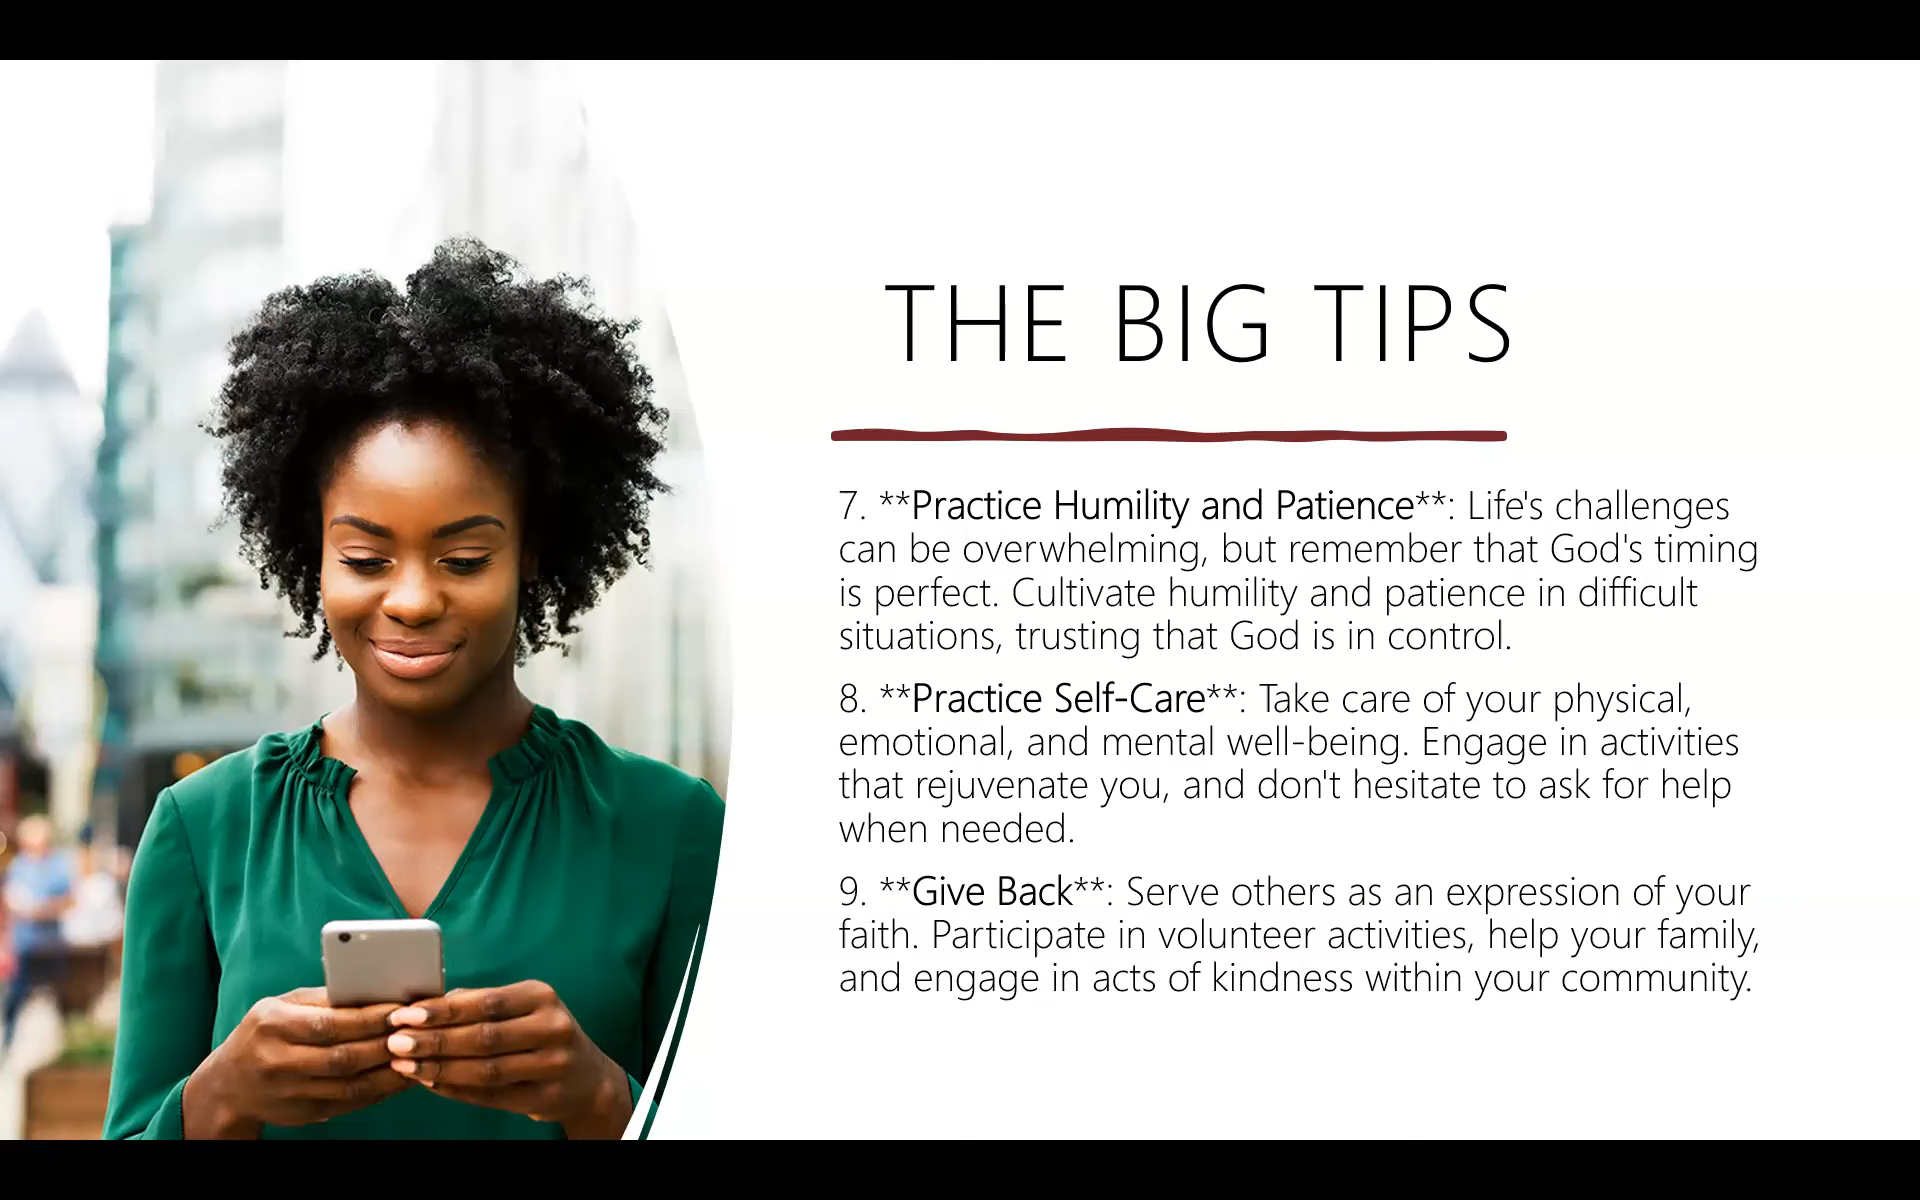 THE BIG TIPS
7. **Practice Humility and Patience**: Life's challenges
can be overwhelming, but remember that God's timing
is perfect. Cultivate humility and patience in difficult
situations, trusting that God is in control.
8. **Practice Self-Care**: Take care of your physical,
emotional, and mental well-being. Engage in activities
that rejuvenate you, and don't hesitate to ask for help
when needed.
9. **Give Back**: Serve others as an expression of your
faith. Participate in volunteer activities, help your family,
and engage in acts of kindness within your community.